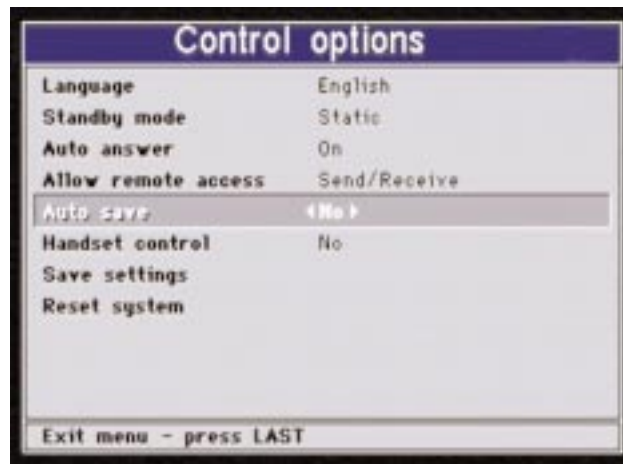 Control options
Language English
Standby mode Static
Auto answer On
Allow remote access Send/Receive
Auto save No
Handset control No
Save settings
Reset system
Exit menu - press LAST